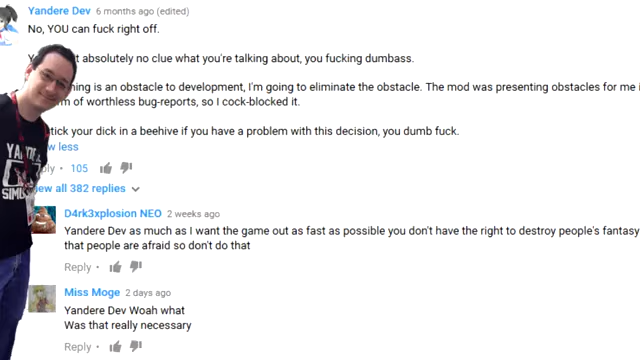 Yandere Dev 6 months ago (edited)
No, YOU can fuck right off.
absolutely no clue what you're talking about, you fucking dumbass.
is an obstacle to development, I'm going to eliminate the obstacle. The mod was presenting obstacles for me
of worthless bug-reports, so I cock-blocked it.
your dick in a beehive if you have a problem with this decision, you dumb fuck.
less
105
all 382 replies
D4rk3xplosion NEO 2 weeks ago
Yandere Dev as much as I want the game out as fast as possible you don't have the right to destroy people's fantasy
that people are afraid so don't do that
Reply
Miss Moge 2 days ago
Yandere Dev Woah what
Was that really necessary
Reply